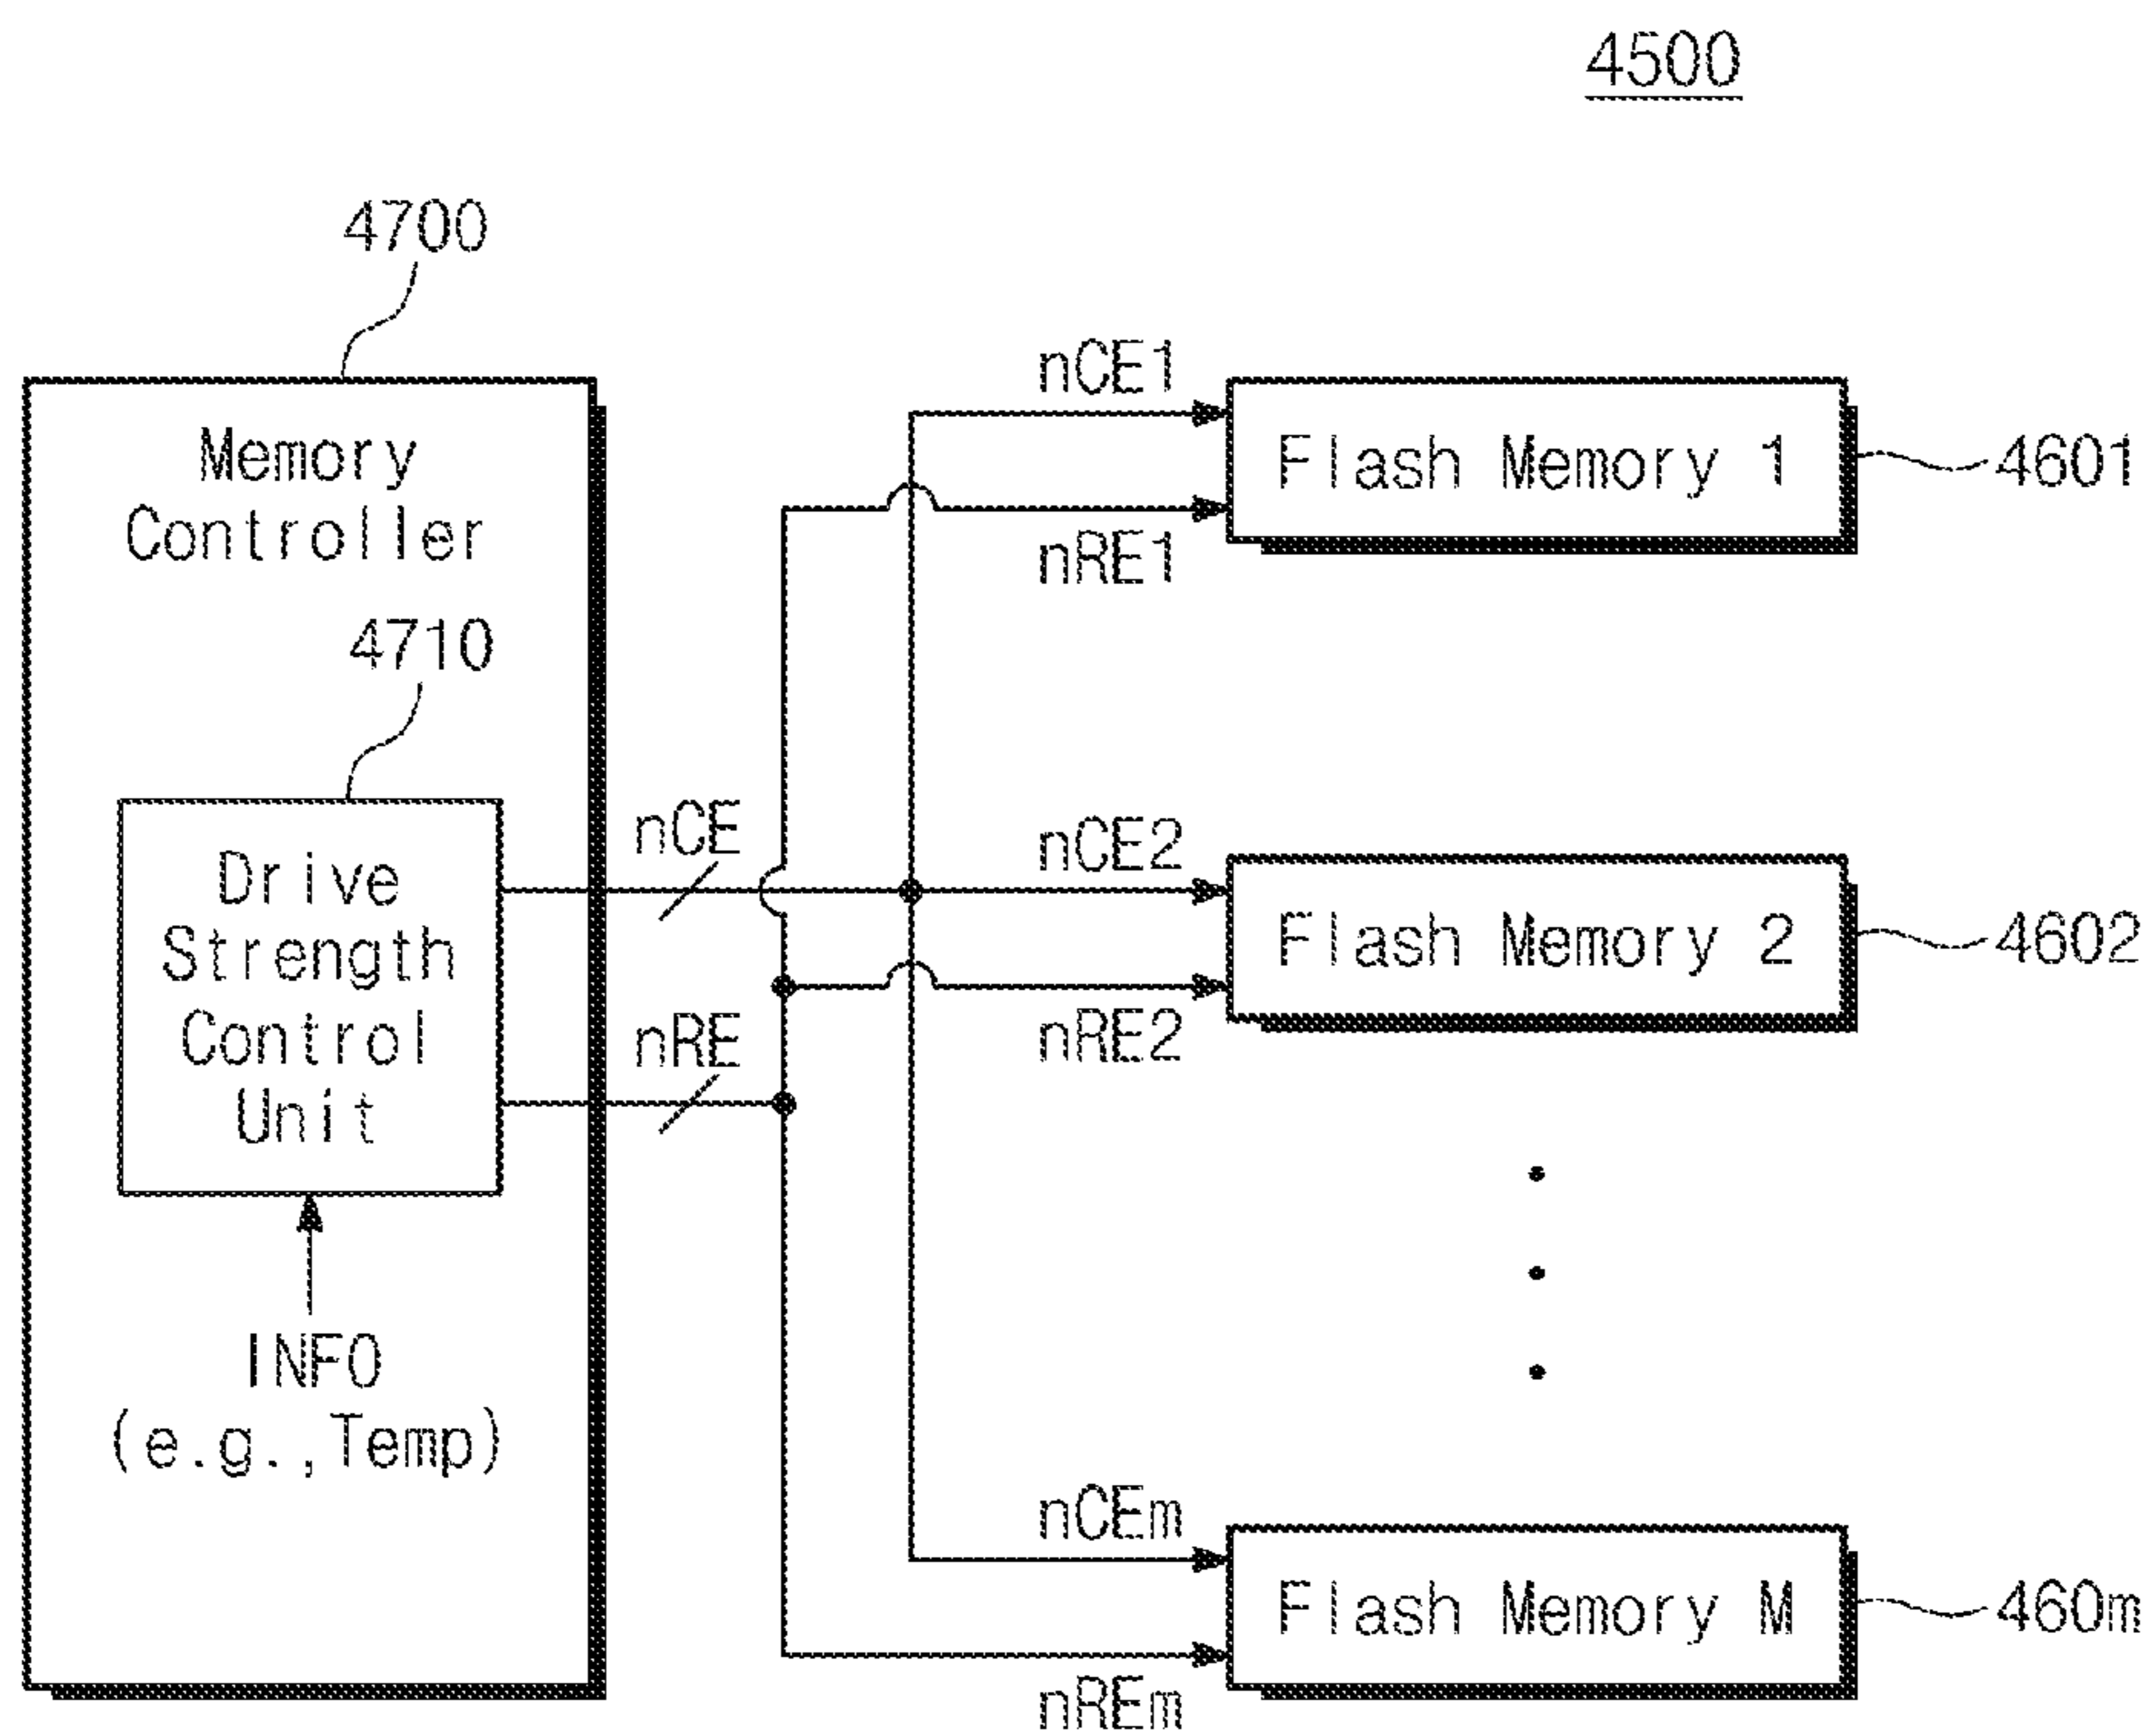 4500
4700
Memory
Controller
4710
Drive
Strength
Control
Unit
INFO
(e.g.,Temp)
nCE
nRE
nCE1
nRE1
Flash Memory 1
4601
nCE2
nRE2
Flash Memory 2
4602
nCEm
nREm
Flash Memory M
460m